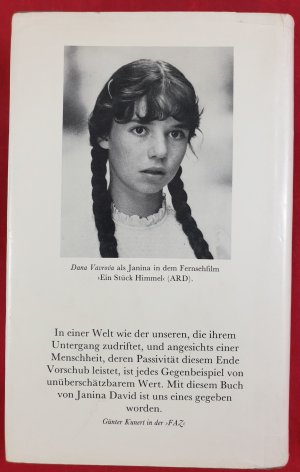 Dana Vavrova als Janina in dem Fernsehfilm
›Ein Stück Himmel‹ (ARD).
In einer Welt wie der unseren, die ihrem
Untergang zudriftet, und angesichts einer
Menschheit, deren Passivität diesem Ende
Vorschub leistet, ist jedes Gegenbeispiel von
unüberschätzbarem Wert. Mit diesem Buch
von Janina David ist uns eines gegeben
worden.
Günter Kunert in der ›FAZ‹